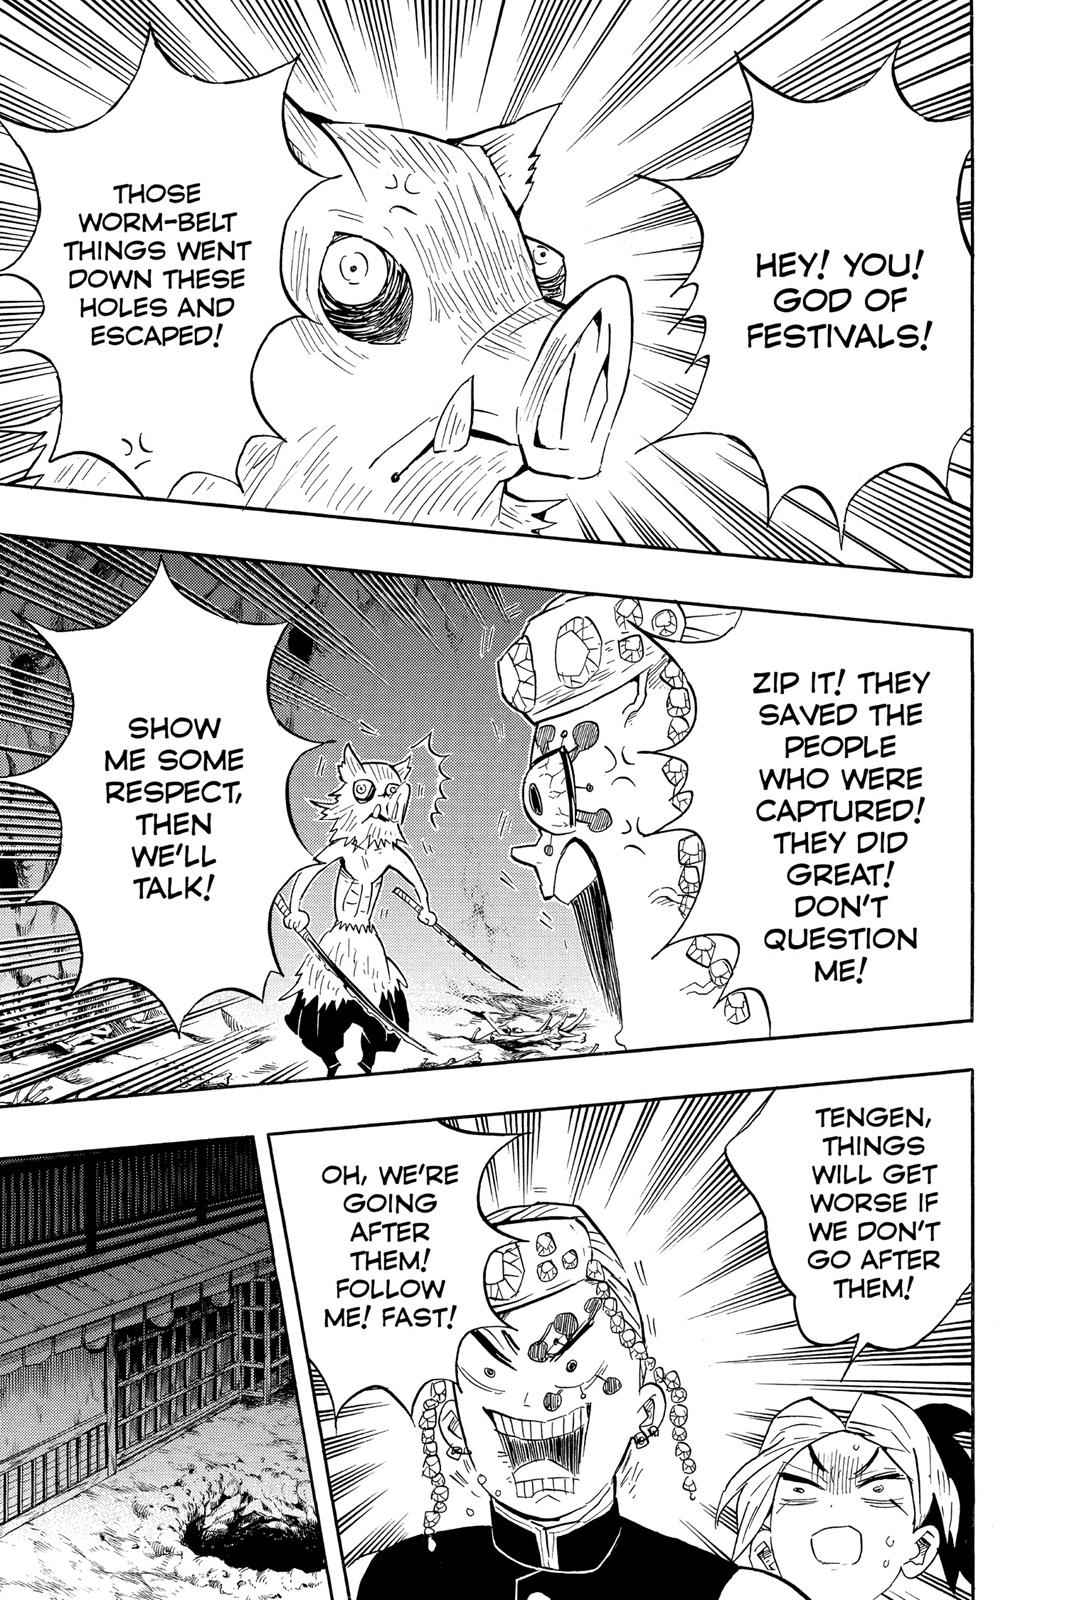 HEY! YOU!
GOD OF
FESTIVALS!
THOSE
WORM-BELT
THINGS WENT
DOWN THESE
HOLES AND
ESCAPED!
ZIP IT! THEY
SAVED THE
PEOPLE
WHO WERE
CAPTURED!
THEY DID
GREAT!
DON'T
QUESTION
ME!
SHOW
ME SOME
RESPECT,
THEN
WE'LL
TALK!
TENGEN,
THINGS
WILL GET
WORSE IF
WE DON'T
GO AFTER
THEM!
OH, WE'RE
GOING
AFTER
THEM!
FOLLOW
ME! FAST!